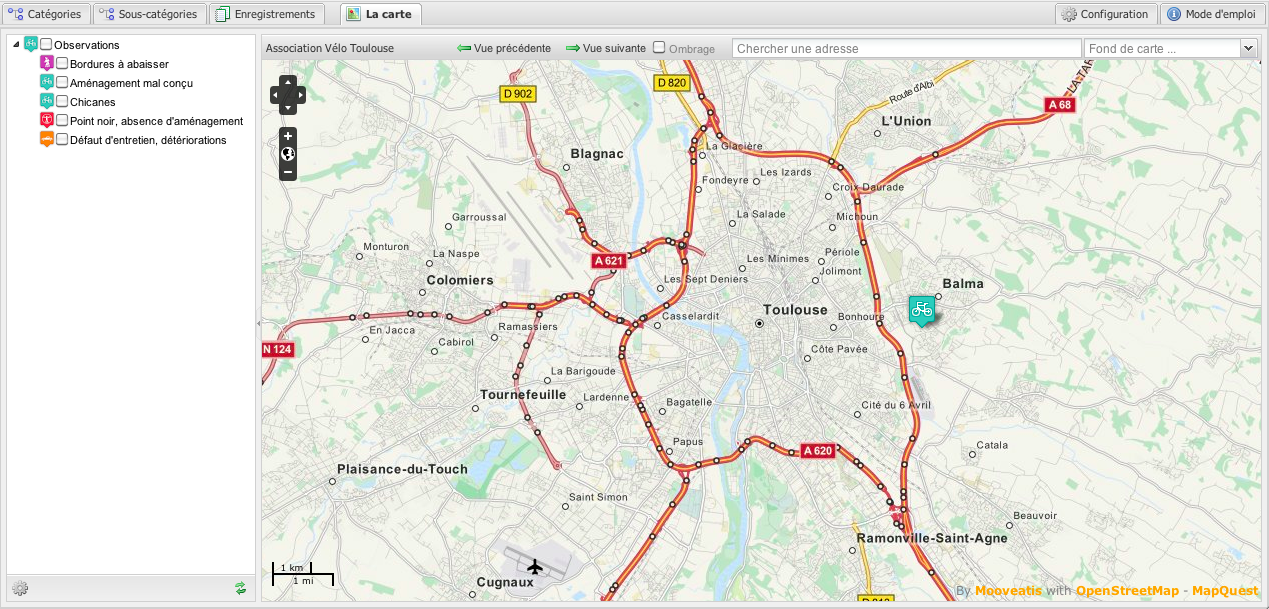 Catégories
Sous-catégories
Enregistrements
La carte
Configuration
Mode d'emploi
Observations
Bordures à abaisser
Aménagement mal conçu
Chicanes
Point noir, absence d'aménagement
Défaut d'entretien, détériorations
Association Vélo Toulouse
Vue précédente
Vue suivante
Ombrage
Chercher une adresse
Fond de carte ...
D 902
D 820
Route d'Albi
A 68
L'Union
La Glacière
Blagnac
Les Izards
Fondeyre
Croix Daurade
Garroussal
La Salade
Michoun
Monturon
La Naspe
A 621
Les Minimes
Périole
Jolimont
Colomiers
Les Sept Deniers
Balma
Toulouse
Casselardit
Bonhoure
En Jacca
Ramassiers
Cabirol
N 124
Côte Pavée
La Barigoude
Tournefeuille
Lardenne
Bagatelle
Cité du 6 Avril
Papus
A 620
Catala
Plaisance-du-Touch
Saint Simon
Beauvoir
Ramonville-Saint-Agne
1 km
1 mi
Cugnaux
By Mooveatis with OpenStreetMap - MapQuest